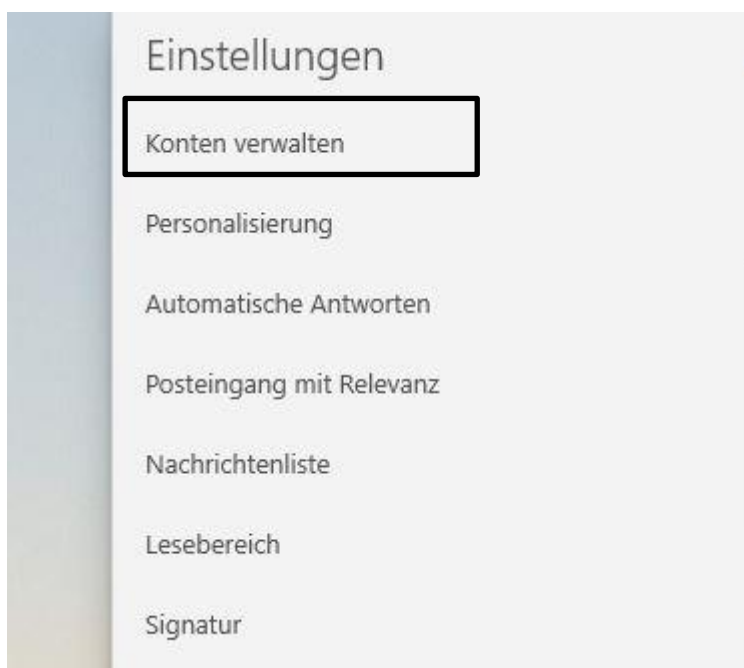 Einstellungen
Konten verwalten
Personalisierung
Automatische Antworten
Posteingang mit Relevanz
Nachrichtenliste
Lesebereich
Signatur